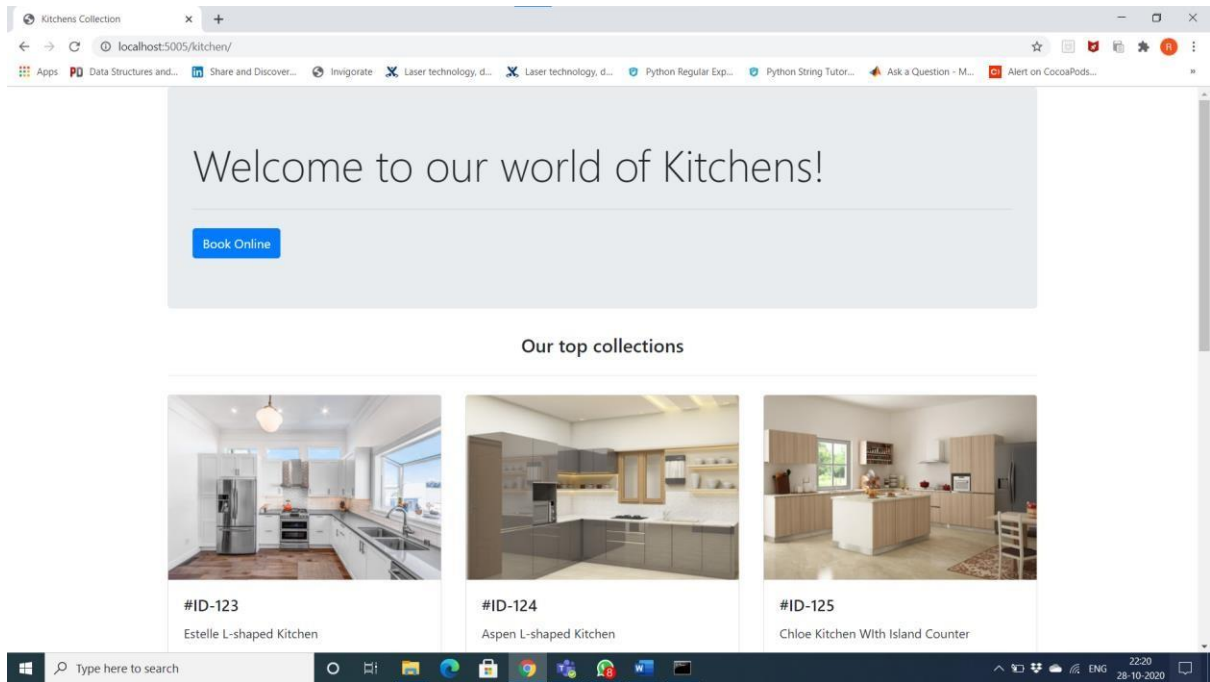 Kitchens Collection
localhost:5005/kitchen/
Apps PD Data Structures and... in Share and Discover... Invigorate Laser technology, d... Laser technology, d... Python Regular Exp... Python String Tutor... Ask a Question - M... Alert on CocoaPods... »
Welcome to our world of Kitchens!
Book Online
Our top collections
#ID-123 #ID-124 #ID-125
Estelle L-shaped Kitchen Aspen L-shaped Kitchen Chloe Kitchen WIth Island Counter
Type here to search ENG 22:20
28-10-2020